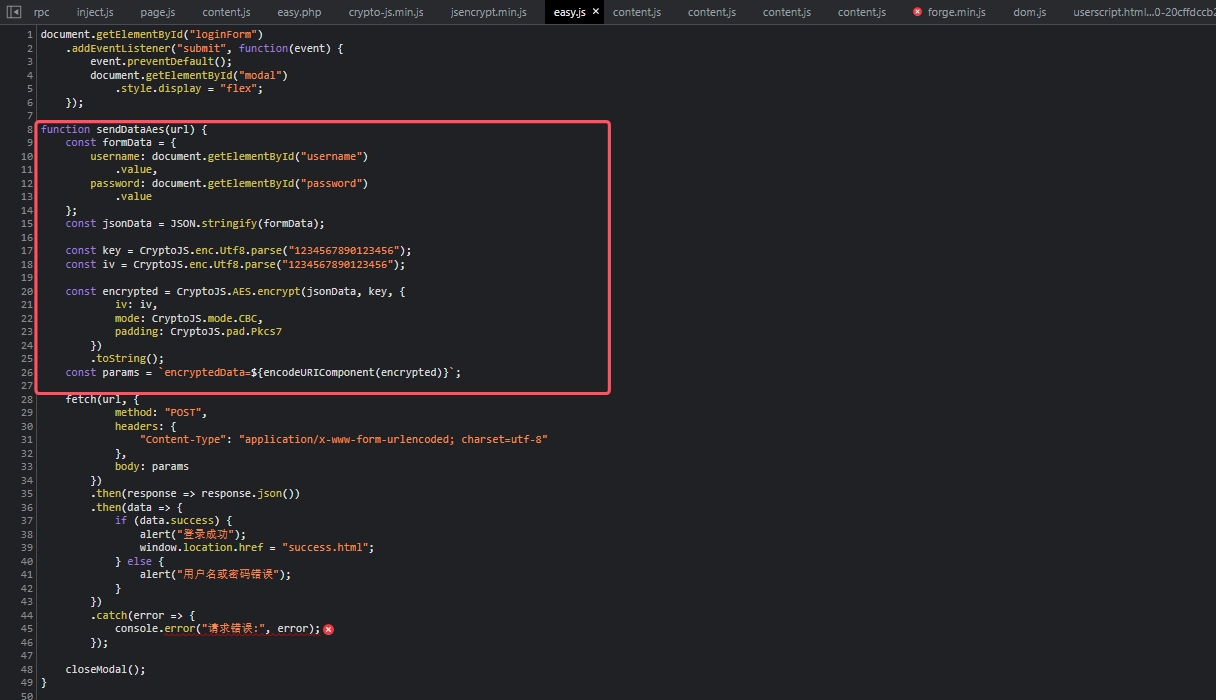 rpc inject.js page.js content.js easy.php crypto-js.min.js jsencrypt.min.js easy.js × content.js content.js content.js content.js forge.min.js dom.js userscript.html...0-20cffdccb2
1 document.getElementById("loginForm")
2 .addEventListener("submit", function(event) {
3 event.preventDefault();
4 document.getElementById("modal")
5 .style.display = "flex";
6 });
7
8 function sendDataAes(url) {
9 const formData = {
10 username: document.getElementById("username")
11 .value,
12 password: document.getElementById("password")
13 .value
14 };
15 const jsonData = JSON.stringify(formData);
16
17 const key = CryptoJS.enc.Utf8.parse("1234567890123456");
18 const iv = CryptoJS.enc.Utf8.parse("1234567890123456");
19
20 const encrypted = CryptoJS.AES.encrypt(jsonData, key, {
21 iv: iv,
22 mode: CryptoJS.mode.CBC,
23 padding: CryptoJS.pad.Pkcs7
24 })
25 .toString();
26 const params = `encryptedData=${encodeURIComponent(encrypted)}`;
27
28 fetch(url, {
29 method: "POST",
30 headers: {
31 "Content-Type": "application/x-www-form-urlencoded; charset=utf-8"
32 },
33 body: params
34 })
35 .then(response => response.json())
36 .then(data => {
37 if (data.success) {
38 alert("登录成功");
39 window.location.href = "success.html";
40 } else {
41 alert("用户名或密码错误");
42 }
43 })
44 .catch(error => {
45 console.error("请求错误:", error);
46 });
47
48 closeModal();
49 }
50